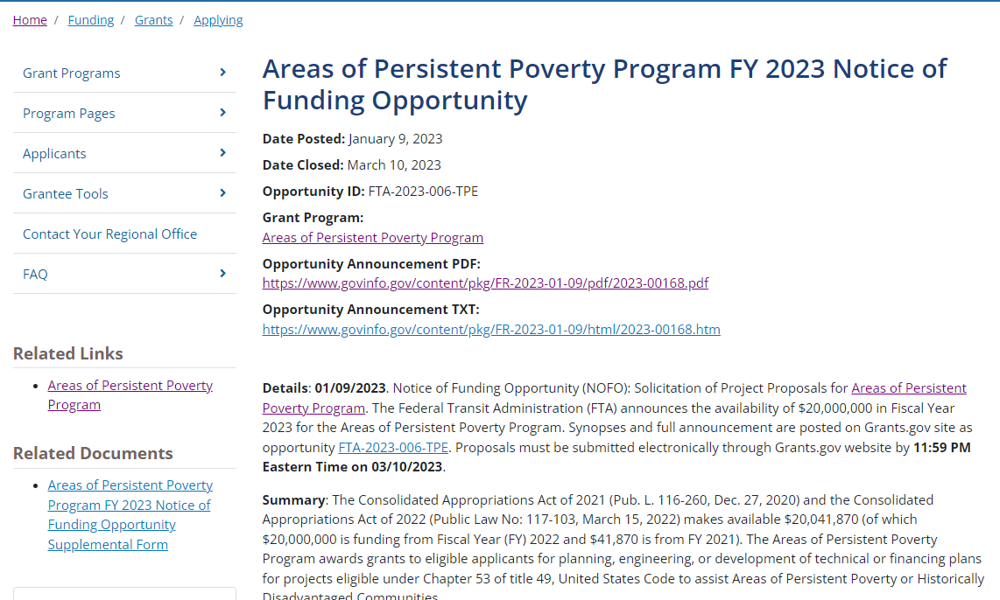 Home / Funding / Grants / Applying
Grant Programs
Program Pages
Applicants
Grantee Tools
Contact Your Regional Office
FAQ
Related Links
Areas of Persistent Poverty
Program
Related Documents
Areas of Persistent Poverty
Program FY 2023 Notice of
Funding Opportunity
Supplemental Form
Areas of Persistent Poverty Program FY 2023 Notice of
Funding Opportunity
Date Posted: January 9, 2023
Date Closed: March 10, 2023
Opportunity ID: FTA-2023-006-TPE
Grant Program:
Areas of Persistent Poverty Program
Opportunity Announcement PDF:
https://www.govinfo.gov/content/pkg/FR-2023-01-09/pdf/2023-00168.pdf
Opportunity Announcement TXT:
https://www.govinfo.gov/content/pkg/FR-2023-01-09/html/2023-00168.htm
Details: 01/09/2023. Notice of Funding Opportunity (NOFO): Solicitation of Project Proposals for Areas of Persistent
Poverty Program. The Federal Transit Administration (FTA) announces the availability of $20,000,000 in Fiscal Year
2023 for the Areas of Persistent Poverty Program. Synopses and full announcement are posted on Grants.gov site as
opportunity FTA-2023-006-TPE. Proposals must be submitted electronically through Grants.gov website by 11:59 PM
Eastern Time on 03/10/2023.
Summary: The Consolidated Appropriations Act of 2021 (Pub. L. 116-260, Dec. 27, 2020) and the Consolidated
Appropriations Act of 2022 (Public Law No: 117-103, March 15, 2022) makes available $20,041,870 (of which
$20,000,000 is funding from Fiscal Year (FY) 2022 and $41,870 is from FY 2021). The Areas of Persistent Poverty
Program awards grants to eligible applicants for planning, engineering, or development of technical or financing plans
for projects eligible under Chapter 53 of title 49, United States Code to assist Areas of Persistent Poverty or Historically
Disadvantaged Communities